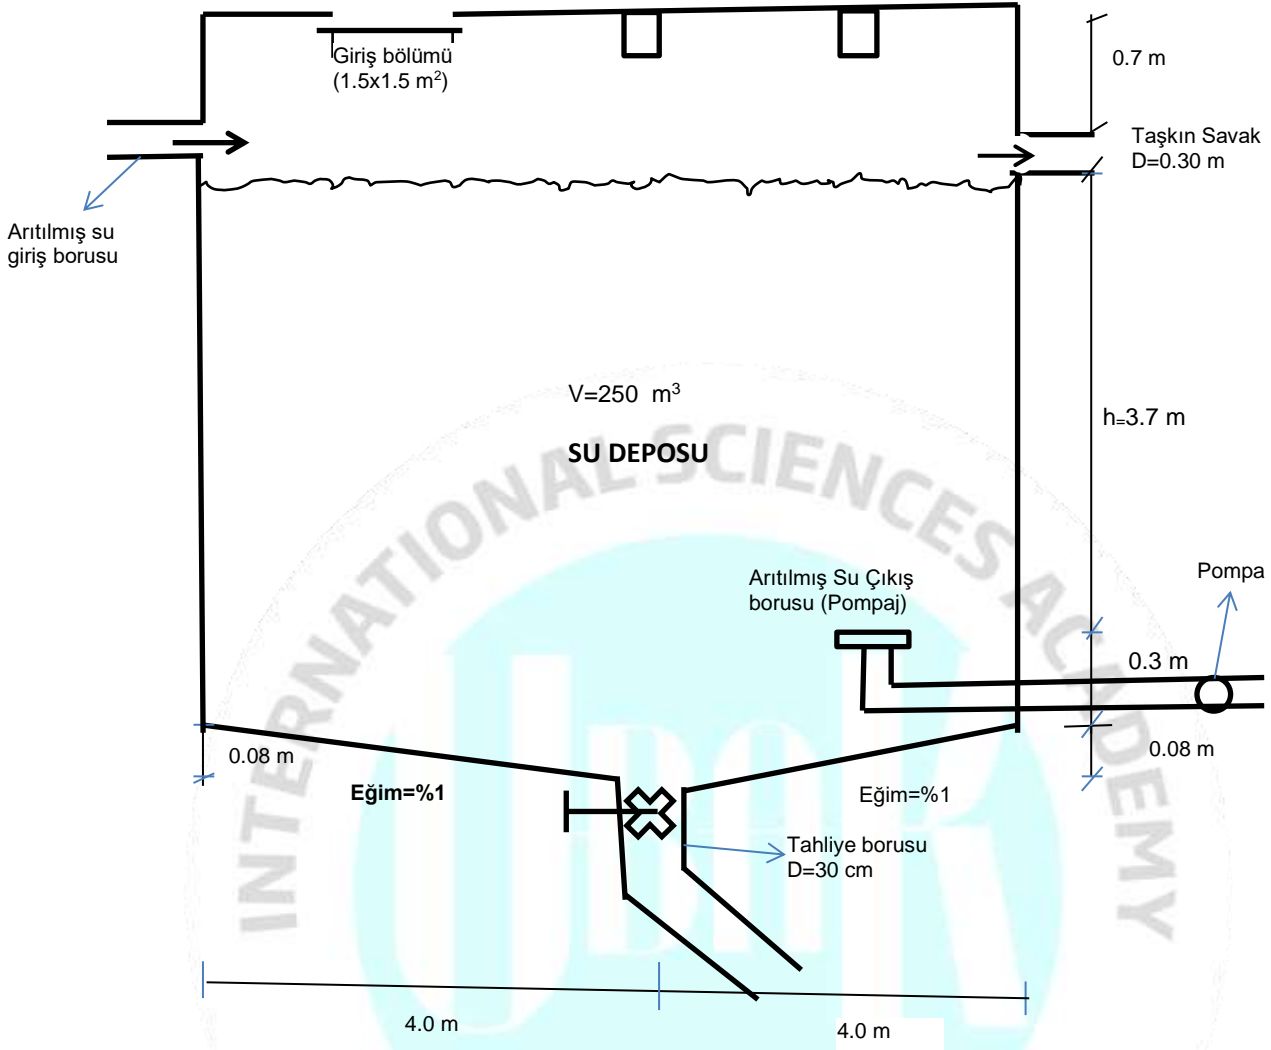 Giriş bölümü
(1.5x1.5 m²)
0.7 m
Taşkın Savak
D=0.30 m
Arıtılmış su
giriş borusu
V=250 m³
SU DEPOSU
h=3.7 m
Arıtılmış Su Çıkış
borusu (Pompaj)
Pompa
0.3 m
0.08 m
0.08 m
Eğim=%1
Eğim=%1
Tahliye borusu
D=30 cm
4.0 m
4.0 m
INTERNATIONAL SCIENCES ACADEMY